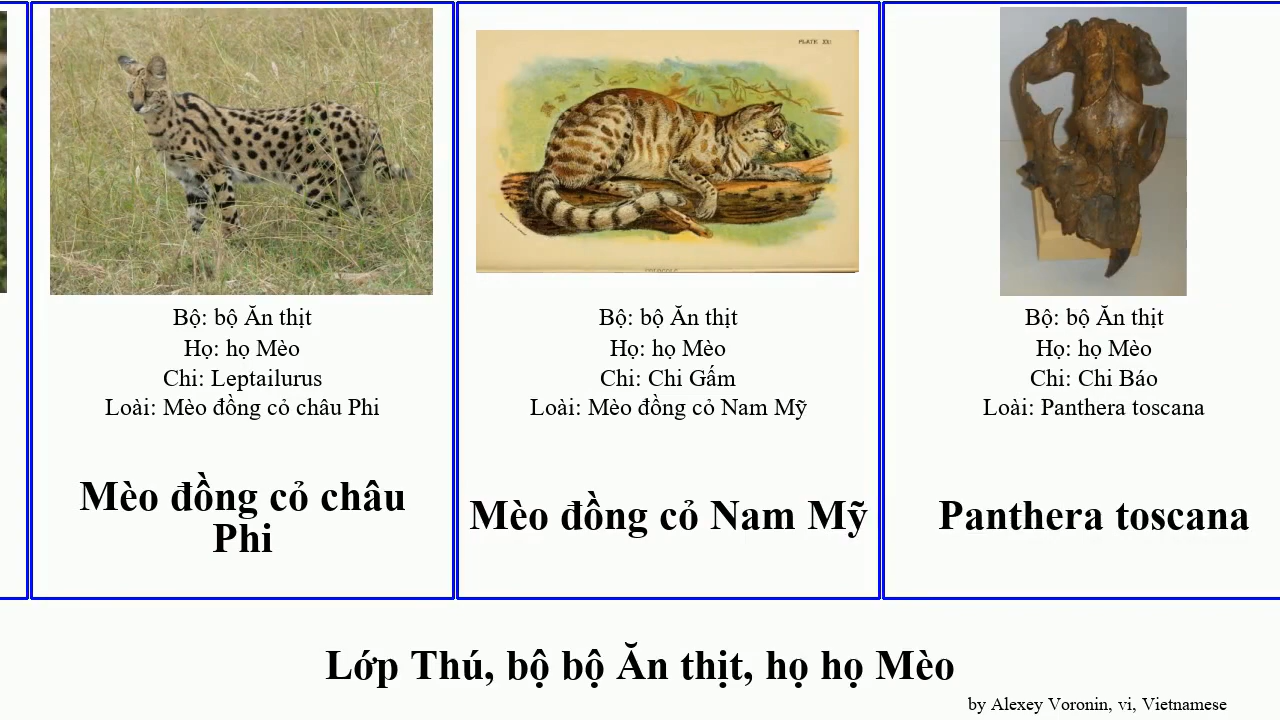 PLATE XXI
Bộ: bộ Ăn thịt
Họ: họ Mèo
Chi: Leptailurus
Loài: Mèo đồng cỏ châu Phi
Mèo đồng cỏ châu
Phi
Bộ: bộ Ăn thịt
Họ: họ Mèo
Chi: Chi Gấm
Loài: Mèo đồng cỏ Nam Mỹ
Mèo đồng cỏ Nam Mỹ
Bộ: bộ Ăn thịt
Họ: họ Mèo
Chi: Chi Báo
Loài: Panthera toscana
Panthera toscana
Lớp Thú, bộ bộ Ăn thịt, họ họ Mèo
by Alexey Voronin, vi, Vietnamese